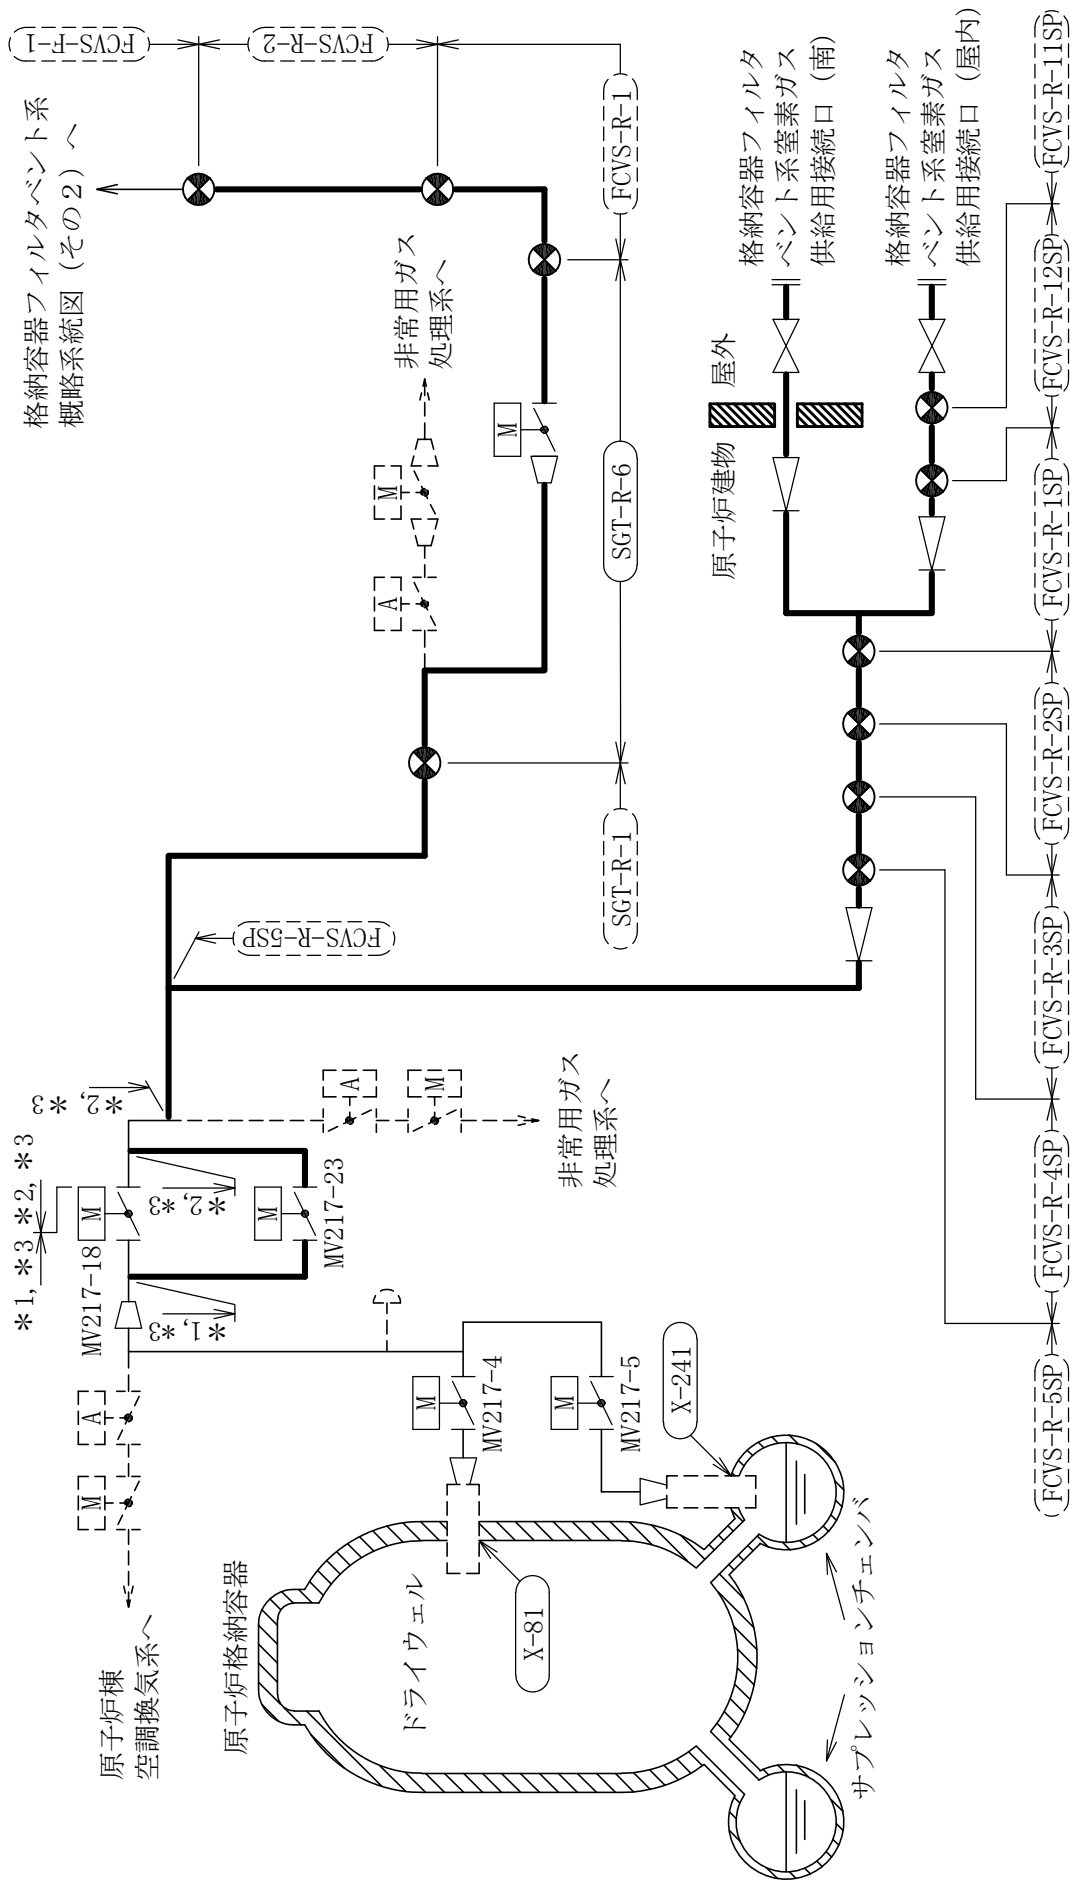 原子炉棟
空調換気系へ
原子炉格納容器
ドライウェル
サプレッションチェンバ
X-81
X-241
M
A
M
MV217-4
M
MV217-5
MV217-18
M
MV217-23
M
*1,*3
*2,*3
*1,*3
*2,*3
*2,*3
A
M
非常用ガス
処理系へ
FCVS-R-5SP
SGT-R-1
SGT-R-6
FCVS-R-1
FCVS-R-2
FCVS-F-1
A
M
非常用ガス
処理系へ
M
格納容器フィルタベント系
概略系統図(その2)へ
原子炉建物
屋外
格納容器フィルタ
ベント系窒素ガス
供給用接続口(南)
格納容器フィルタ
ベント系窒素ガス
供給用接続口(屋内)
FCVS-R-5SP
FCVS-R-4SP
FCVS-R-3SP
FCVS-R-2SP
FCVS-R-1SP
FCVS-R-12SP
FCVS-R-11SP